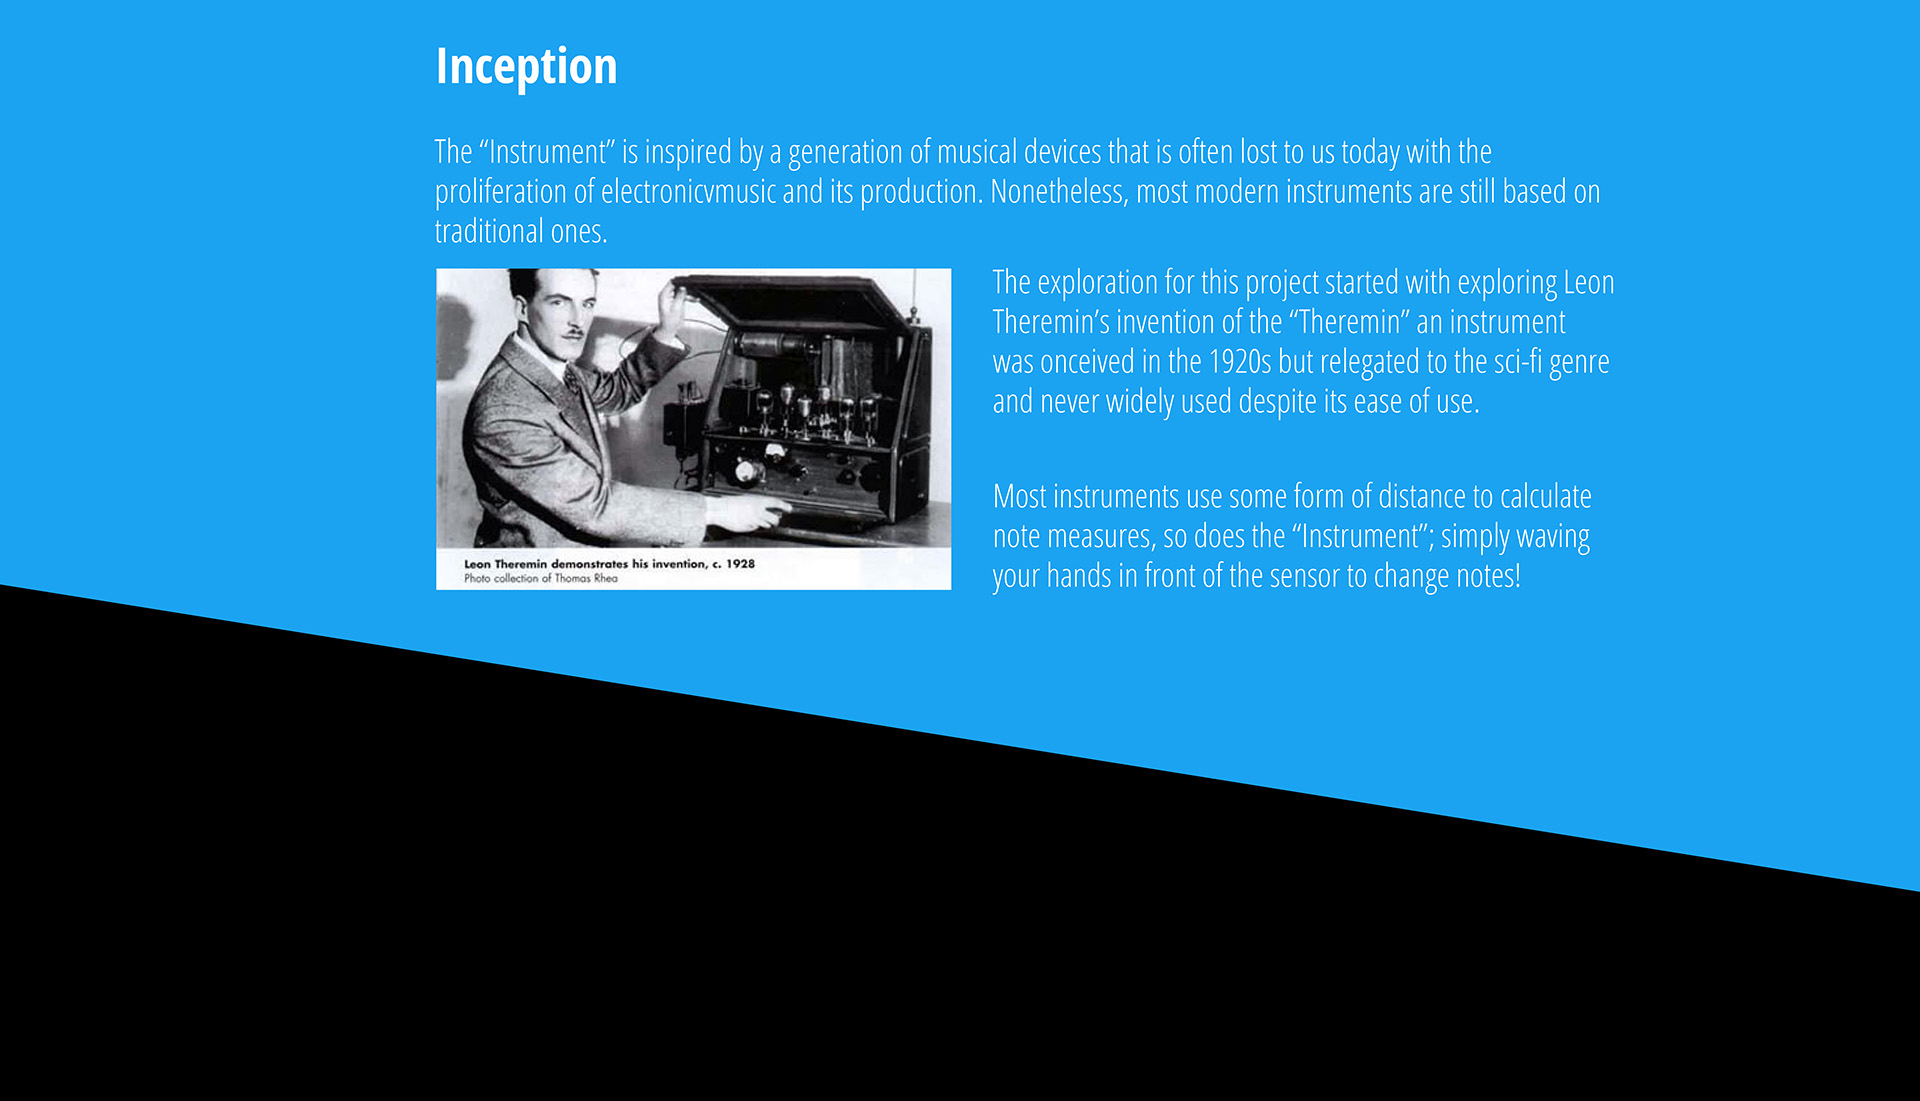 Inception
The “Instrument” is inspired by a generation of musical devices that is often lost to us today with the
proliferation of electronicvmusic and its production. Nonetheless, most modern instruments are still based on
traditional ones.
The exploration for this project started with exploring Leon
Theremin’s invention of the “Theremin” an instrument
was onceived in the 1920s but relegated to the sci-fi genre
and never widely used despite its ease of use.
Most instruments use some form of distance to calculate
note measures, so does the “Instrument”; simply waving
your hands in front of the sensor to change notes!
Leon Theremin demonstrates his invention, c. 1928
Photo collection of Thomas Rhea